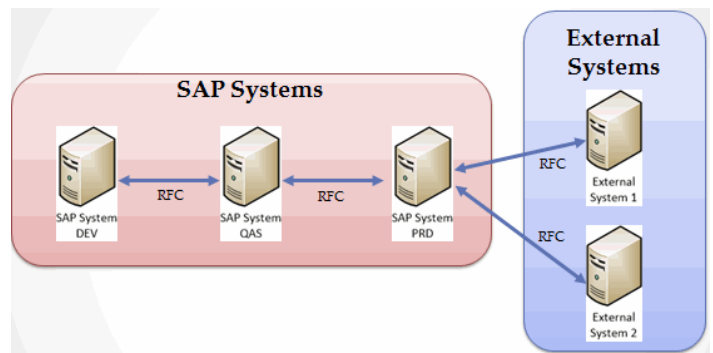 External
Systems
SAP Systems
SAP System
DEV
RFC
SAP System
QAS
RFC
SAP System
PRD
RFC
External
System 1
RFC
External
System 2